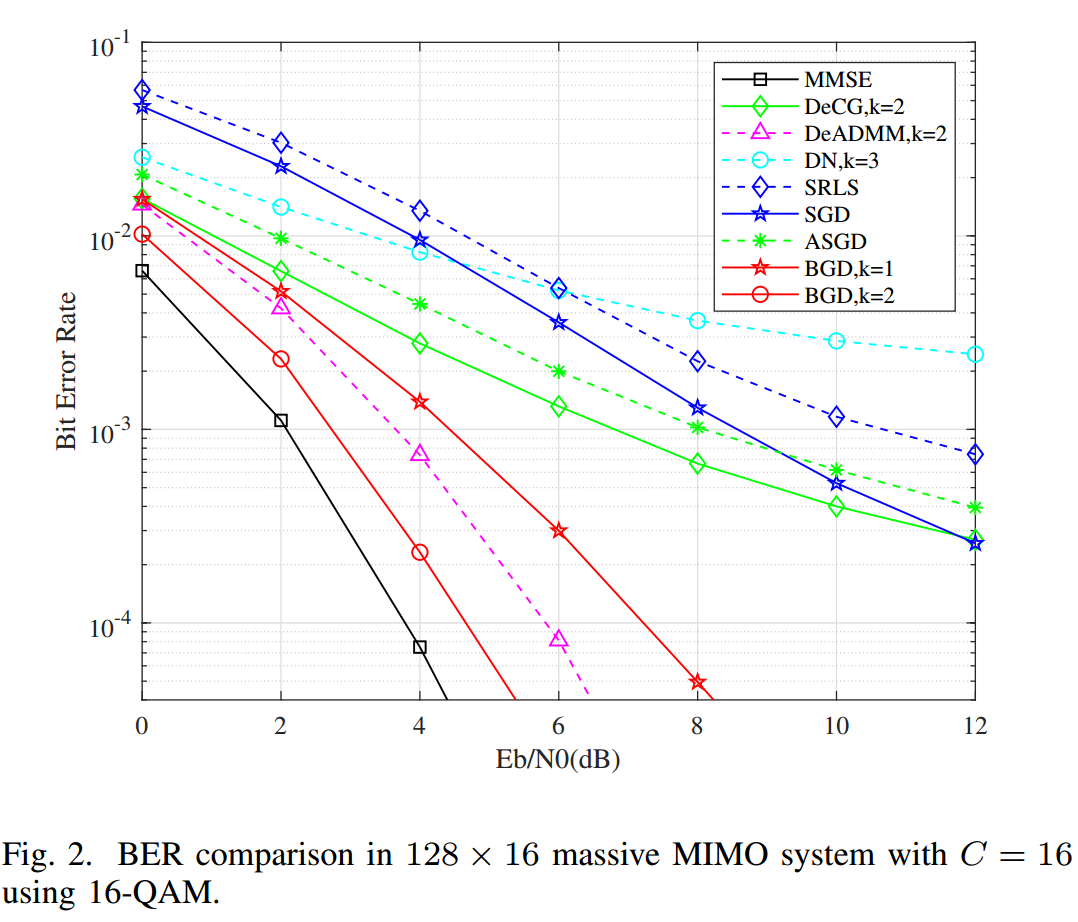 10^-1
10^-2
10^-3
10^-4
Bit Error Rate
MMSE
DeCG,k=2
DeADMM,k=2
DN,k=3
SRLS
SGD
ASGD
BGD,k=1
BGD,k=2
0 2 4 6 8 10 12
Eb/N0(dB)
Fig. 2. BER comparison in 128 × 16 massive MIMO system with C = 16
using 16-QAM.